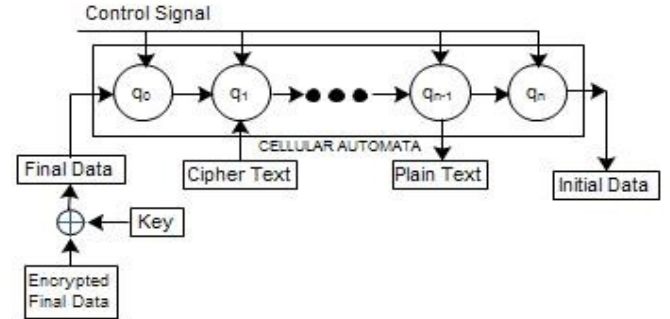 Control Signal
q₀ q₁ qₙ₋₁ qₙ
CELLULAR AUTOMATA
Final Data Cipher Text Plain Text Initial Data
Key
Encrypted
Final Data